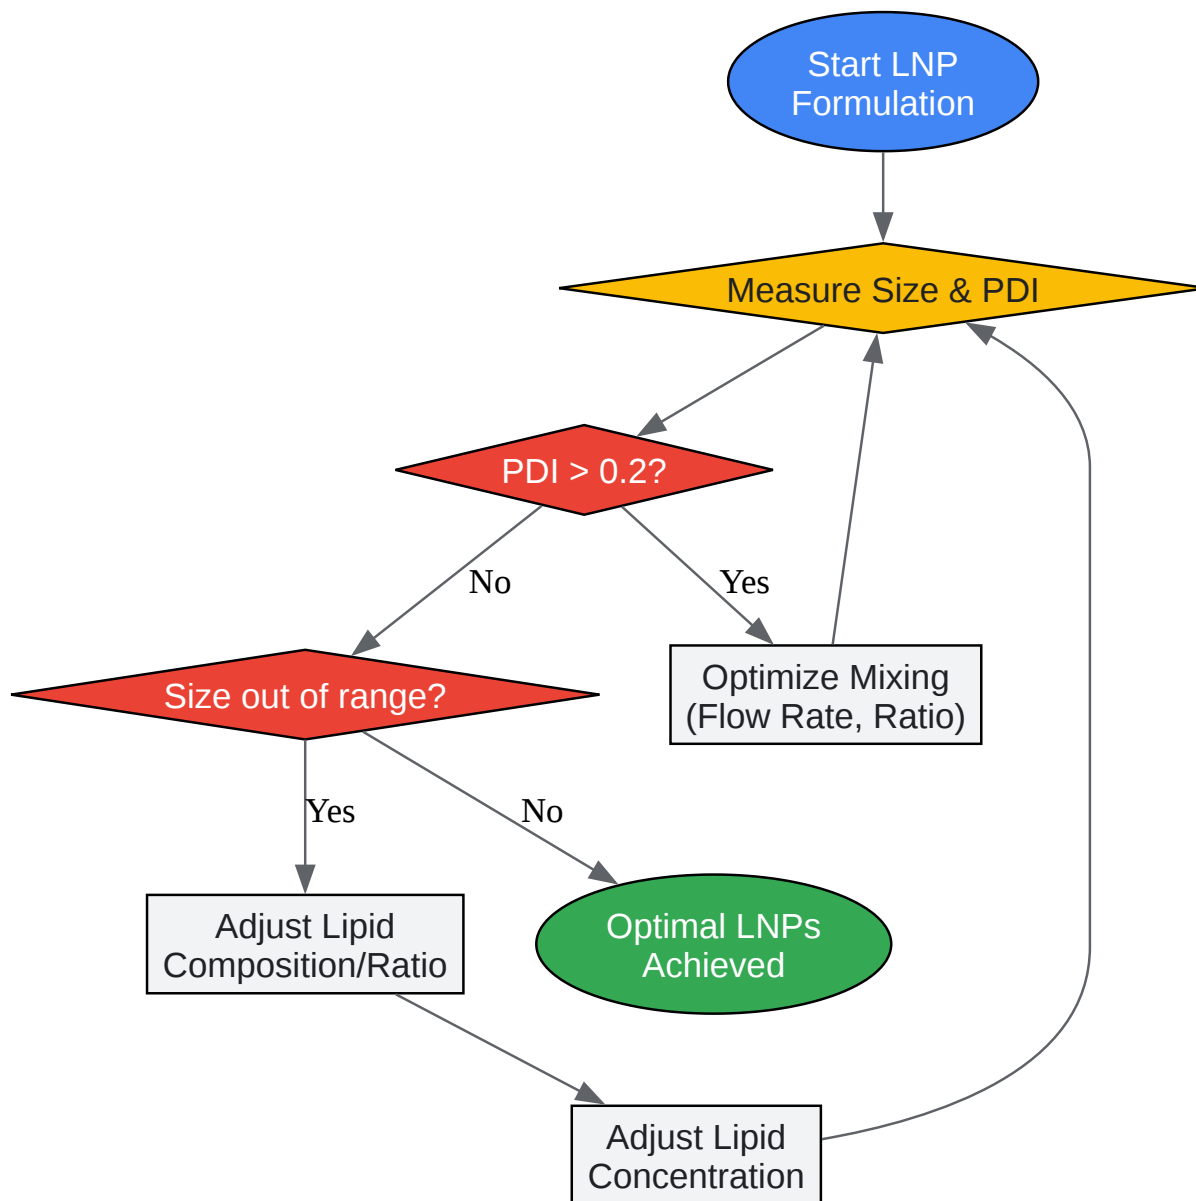 Start LNP
Formulation
Measure Size & PDI
PDI > 0.2?
No
Yes
Size out of range?
Optimize Mixing
(Flow Rate, Ratio)
Yes
No
Adjust Lipid
Composition/Ratio
Optimal LNPs
Achieved
Adjust Lipid
Concentration